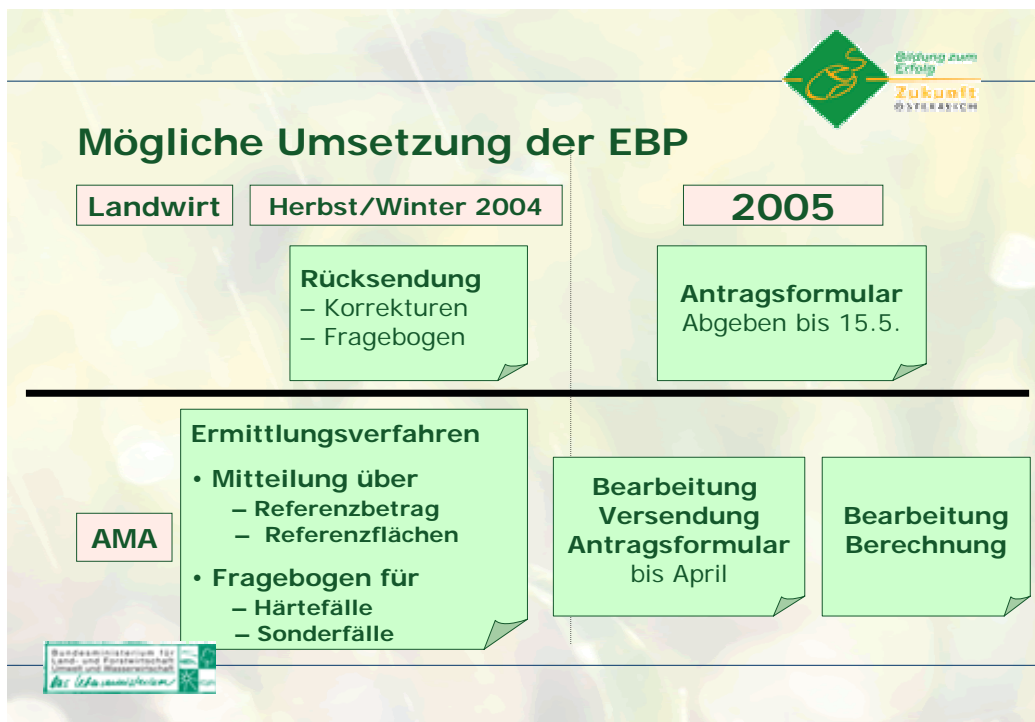 Bildung zum
Erfolg
Zukunft
ÖSTERREICH
Mögliche Umsetzung der EBP
Landwirt
Herbst/Winter 2004
2005
Rücksendung
– Korrekturen
– Fragebogen
Antragsformular
Abgeben bis 15.5.
AMA
Ermittlungsverfahren
• Mitteilung über
– Referenzbetrag
– Referenzflächen
• Fragebogen für
– Härtefälle
– Sonderfälle
Bearbeitung
Versendung
Antragsformular
bis April
Bearbeitung
Berechnung
Bundesministerium für
Land- und Forstwirtschaft
Umwelt und Wasserwirtschaft
Das Lebensministerium